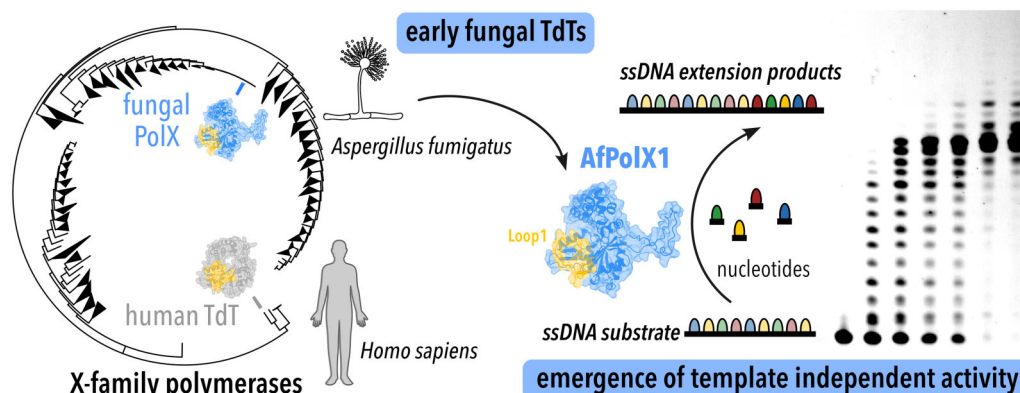 early fungal TdTs
fungal
PolX
Aspergillus fumigatus
human TdT
Homo sapiens
X-family polymerases
ssDNA extension products
AfPolX1
Loop1
nucleotides
ssDNA substrate
emergence of template independent activity